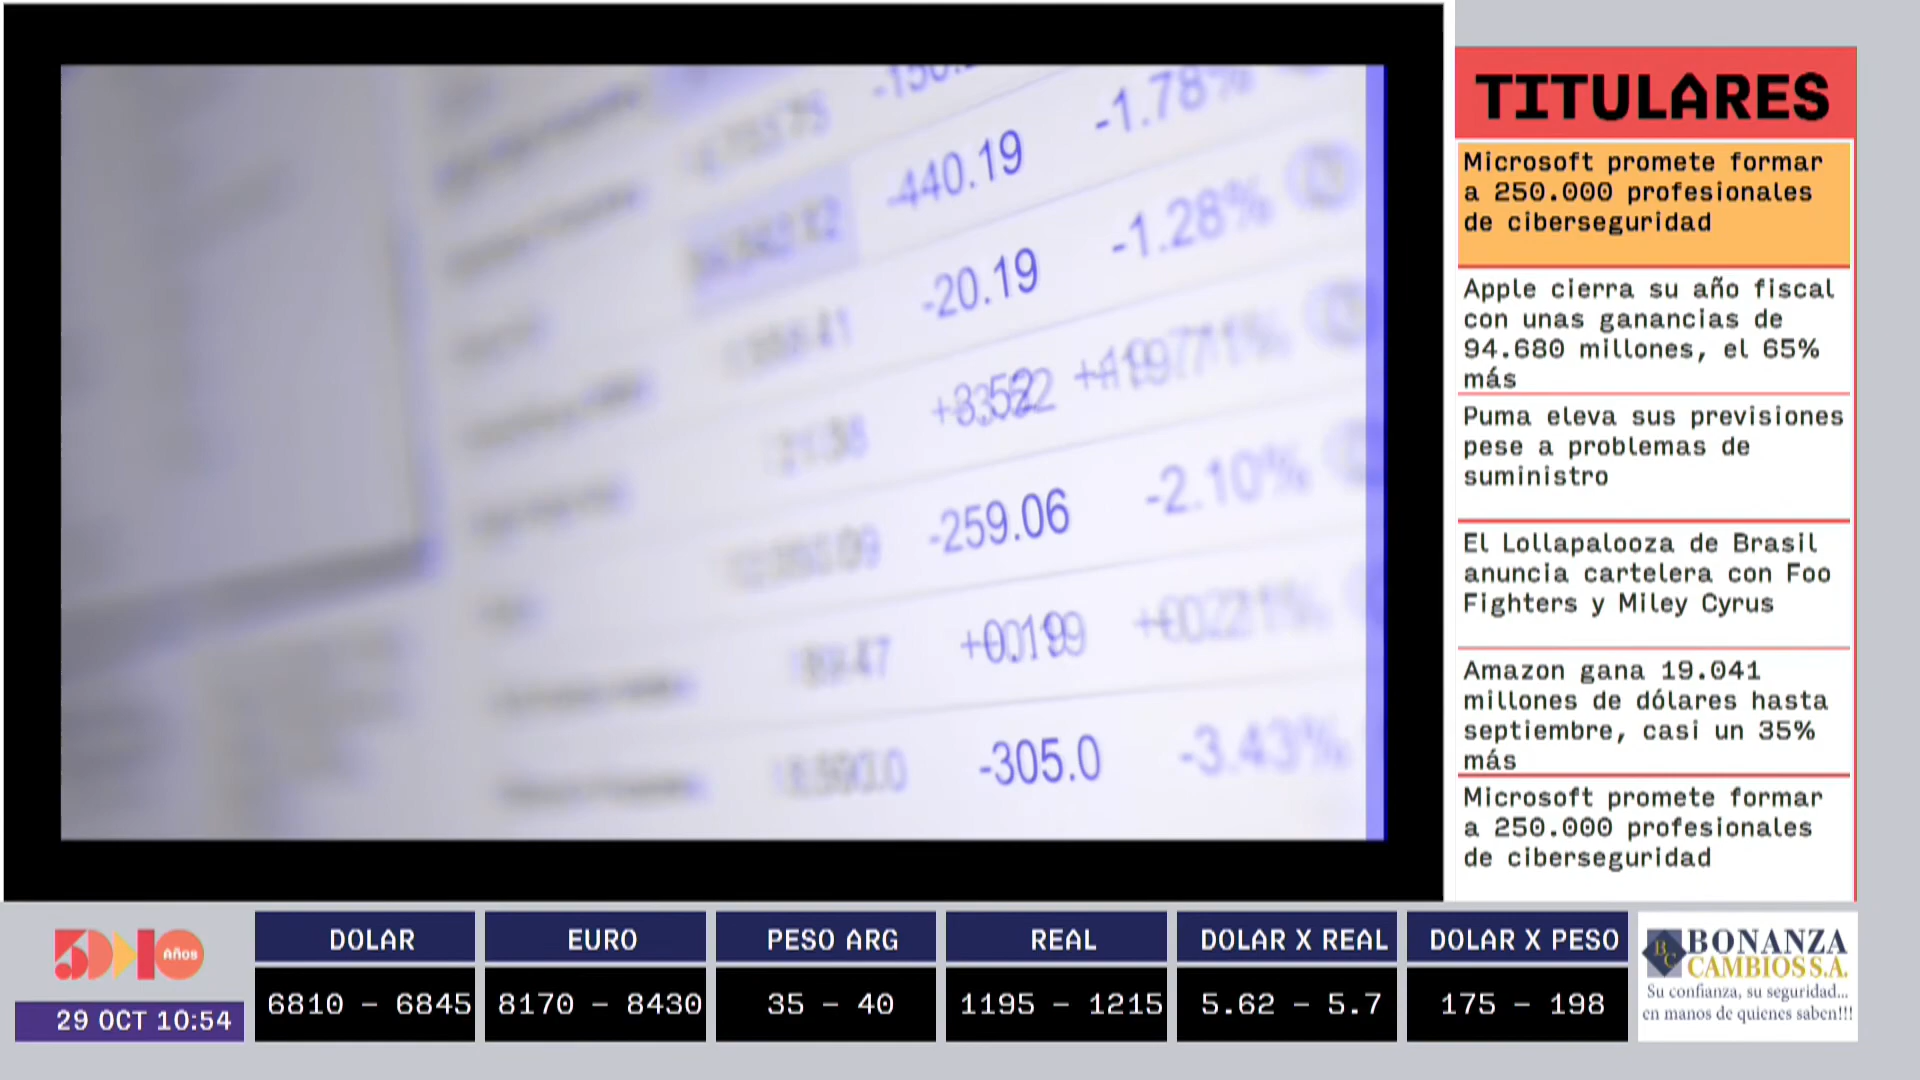 -1.78%
-440.19
-1.28%
-20.19
-259.06
-2.10%
-305.0
-3.43%
TITULARES
Microsoft promete formar
a 250.000 profesionales
de ciberseguridad
Apple cierra su año fiscal
con unas ganancias de
94.680 millones, el 65%
más
Puma eleva sus previsiones
pese a problemas de
suministro
El Lollapalooza de Brasil
anuncia cartelera con Foo
Fighters y Miley Cyrus
Amazon gana 19.041
millones de dólares hasta
septiembre, casi un 35%
más
Microsoft promete formar
a 250.000 profesionales
de ciberseguridad
Años
29 OCT 10:54
DOLAR
6810 - 6845
EURO
8170 - 8430
PESO ARG
35 - 40
REAL
1195 - 1215
DOLAR X REAL
5.62 - 5.7
DOLAR X PESO
175 - 198
BC
BONANZA
CAMBIOS S.A.
Su confianza, su seguridad...
en manos de quienes saben!!!